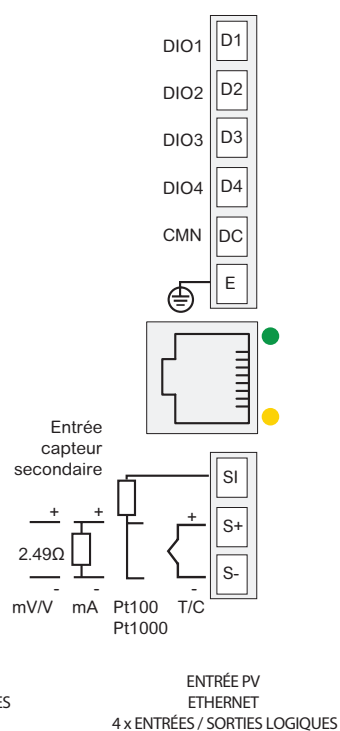 DIO1 D1
DIO2 D2
DIO3 D3
DIO4 D4
CMN DC
E
Entrée
capteur
secondaire
SI
+ + + S+
2.49Ω
S-
- - -
mV/V mA Pt100 T/C
Pt1000
ENTRÉE PV
ES ETHERNET
4 x ENTRÉES / SORTIES LOGIQUES